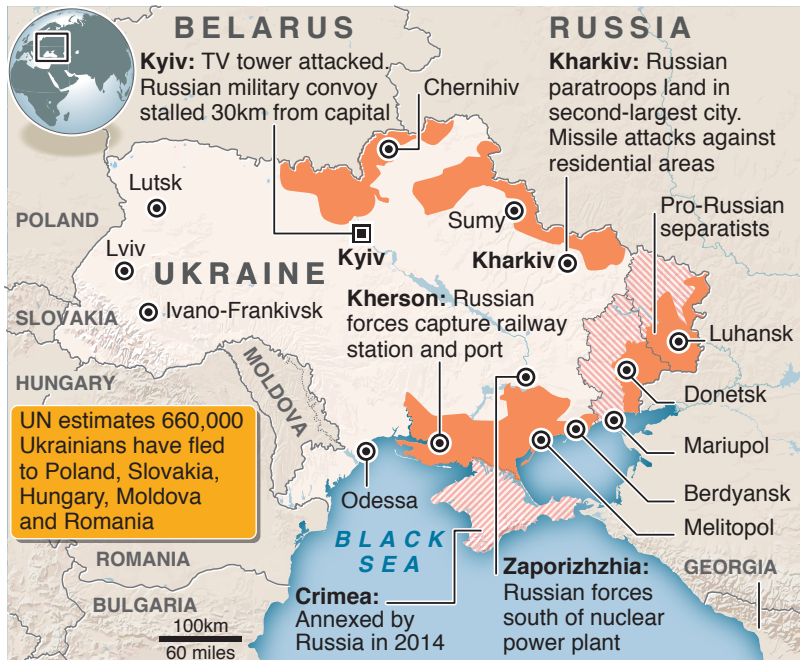 BELARUS
RUSSIA
Kyiv: TV tower attacked.
Russian military convoy
stalled 30km from capital
Chernihiv
Kharkiv: Russian
paratroops land in
second-largest city.
Missile attacks against
residential areas
Lutsk
POLAND
Lviv
UKRAINE
Kyiv
Sumy
Kharkiv
Pro-Russian
separatists
Ivano-Frankivsk
SLOVAKIA
Kherson: Russian
forces capture railway
station and port
Luhansk
HUNGARY
MOLDOVA
Donetsk
UN estimates 660,000
Ukrainians have fled
to Poland, Slovakia,
Hungary, Moldova
and Romania
Mariupol
Odessa
Berdyansk
Melitopol
BLACK
SEA
ROMANIA
Zaporizhzhia:
Russian forces
south of nuclear
power plant
GEORGIA
Crimea:
Annexed by
Russia in 2014
BULGARIA
100km
60 miles